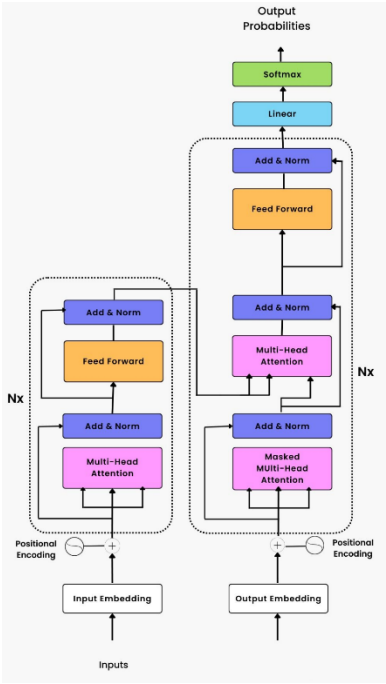 Output
Probabilities
Softmax
Linear
Add & Norm
Feed Forward
Add & Norm
Multi-Head
Attention
Nx
Add & Norm
Masked
MUlti-Head
Attention
Positional
Encoding
Output Embedding
Add & Norm
Feed Forward
Nx
Add & Norm
Multi-Head
Attention
Positional
Encoding
Input Embedding
Inputs